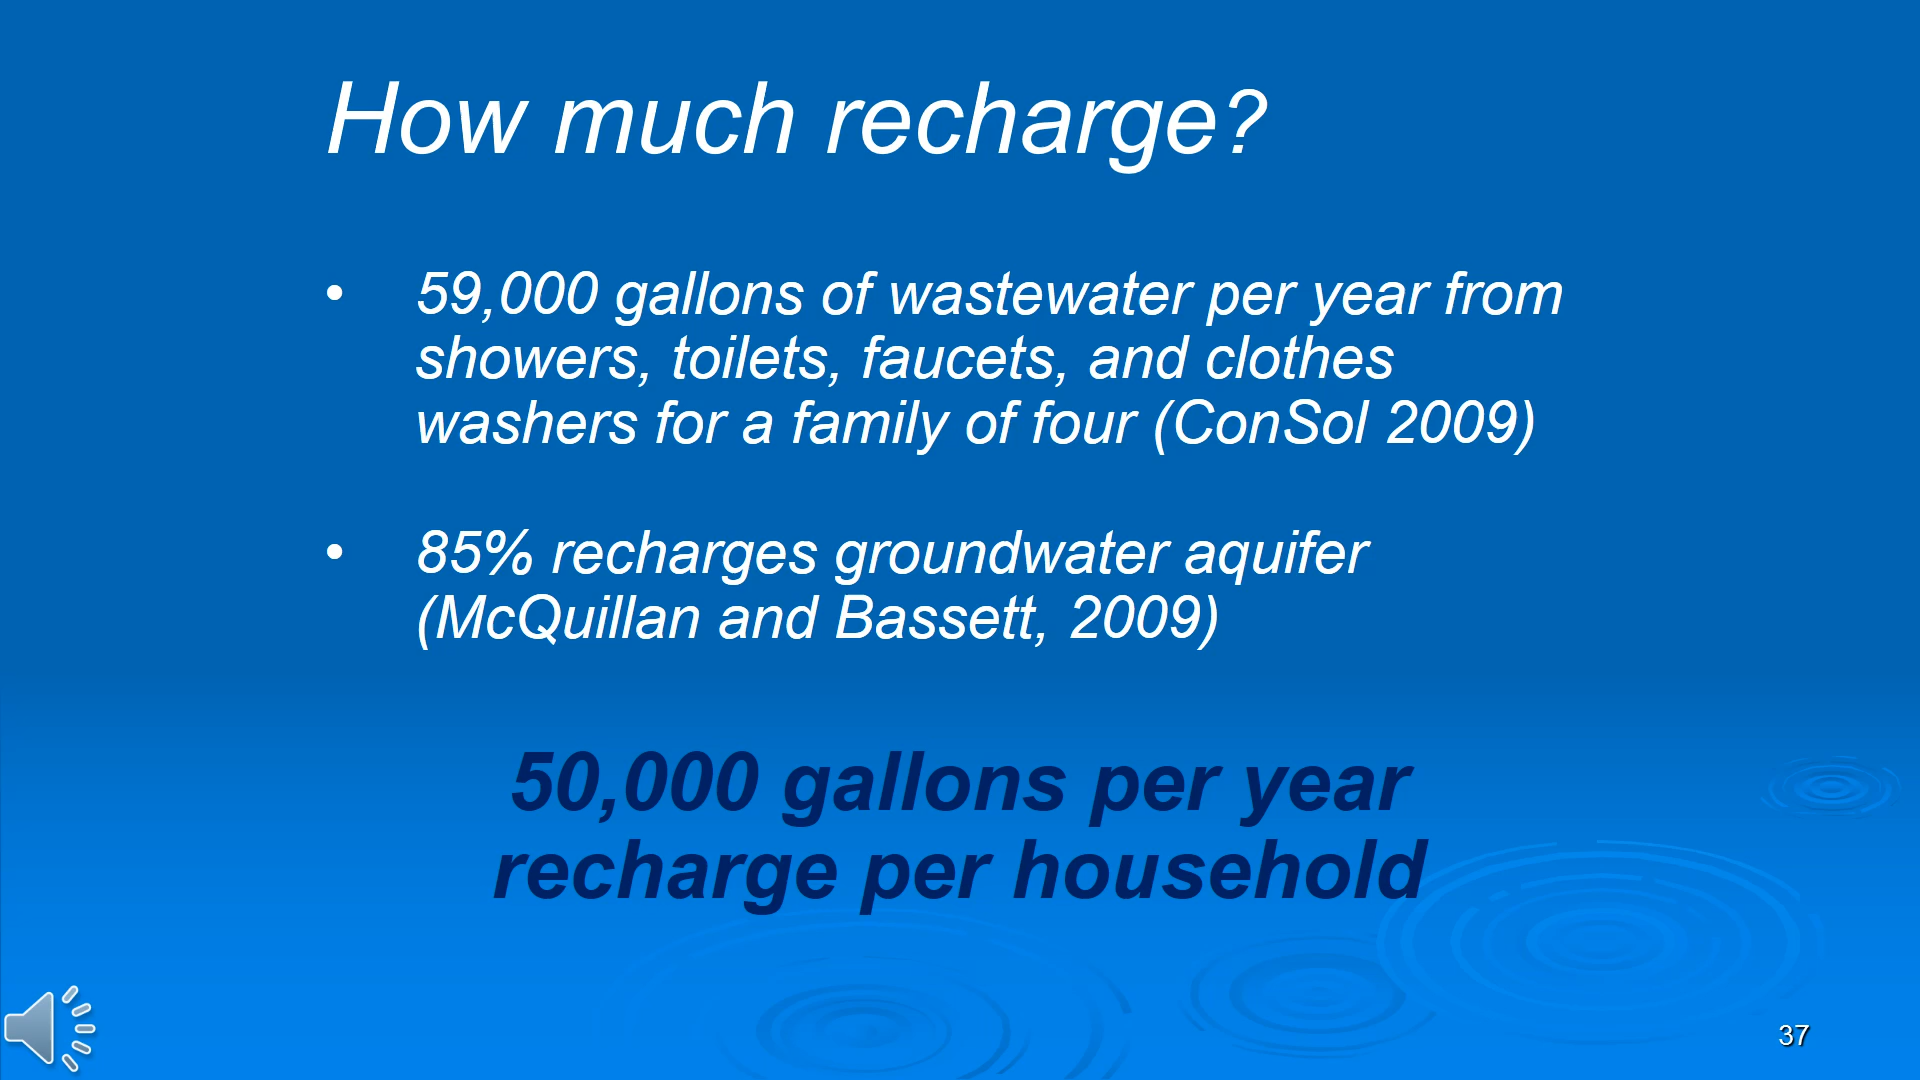 How much recharge?
• 59,000 gallons of wastewater per year from
showers, toilets, faucets, and clothes
washers for a family of four (ConSol 2009)
• 85% recharges groundwater aquifer
(McQuillan and Bassett, 2009)
50,000 gallons per year
recharge per household
37